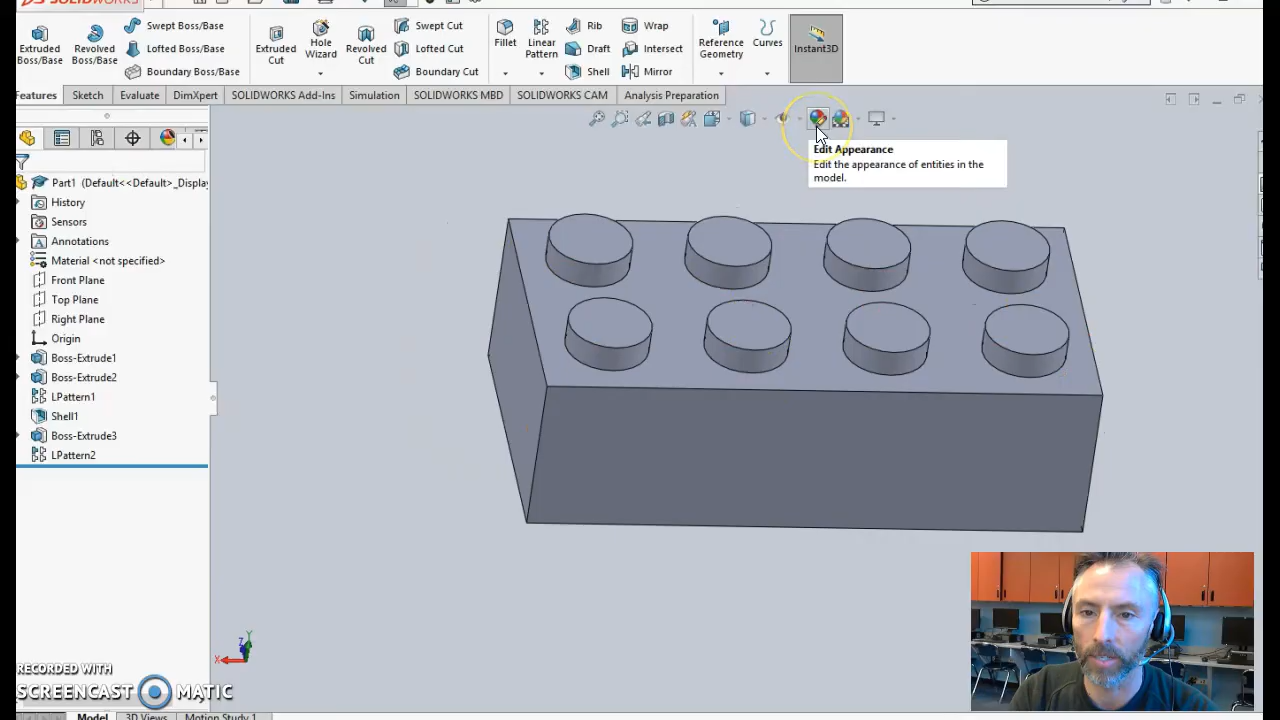 SOLIDWORKS
Extruded Boss/Base
Revolved Boss/Base
Swept Boss/Base
Lofted Boss/Base
Boundary Boss/Base
Extruded Cut
Hole Wizard
Revolved Cut
Swept Cut
Lofted Cut
Boundary Cut
Fillet
Linear Pattern
Rib
Draft
Shell
Wrap
Intersect
Mirror
Reference Geometry
Curves
Instant3D
Features
Sketch
Evaluate
DimXpert
SOLIDWORKS Add-Ins
Simulation
SOLIDWORKS MBD
SOLIDWORKS CAM
Analysis Preparation
Edit Appearance
Edit the appearance of entities in the
model.
Part1 (Default<<Default>_Display
History
Sensors
Annotations
Material <not specified>
Front Plane
Top Plane
Right Plane
Origin
Boss-Extrude1
Boss-Extrude2
LPattern1
Shell1
Boss-Extrude3
LPattern2
Y
Z
X
RECORDED WITH
SCREENCAST MATIC
Model
3D Views
Motion Study 1